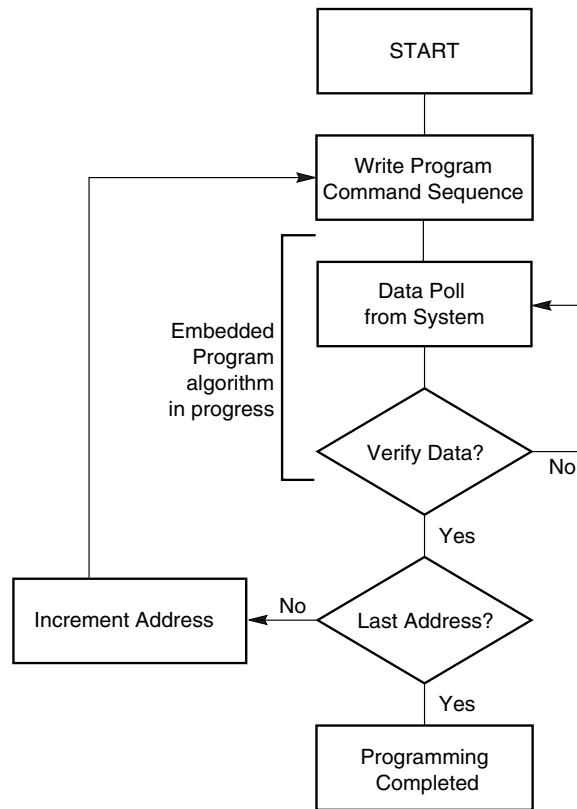 START
Write Program
Command Sequence
Data Poll
from System
Embedded
Program
algorithm
in progress
Verify Data?
No
Yes
Increment Address
No
Last Address?
Yes
Programming
Completed